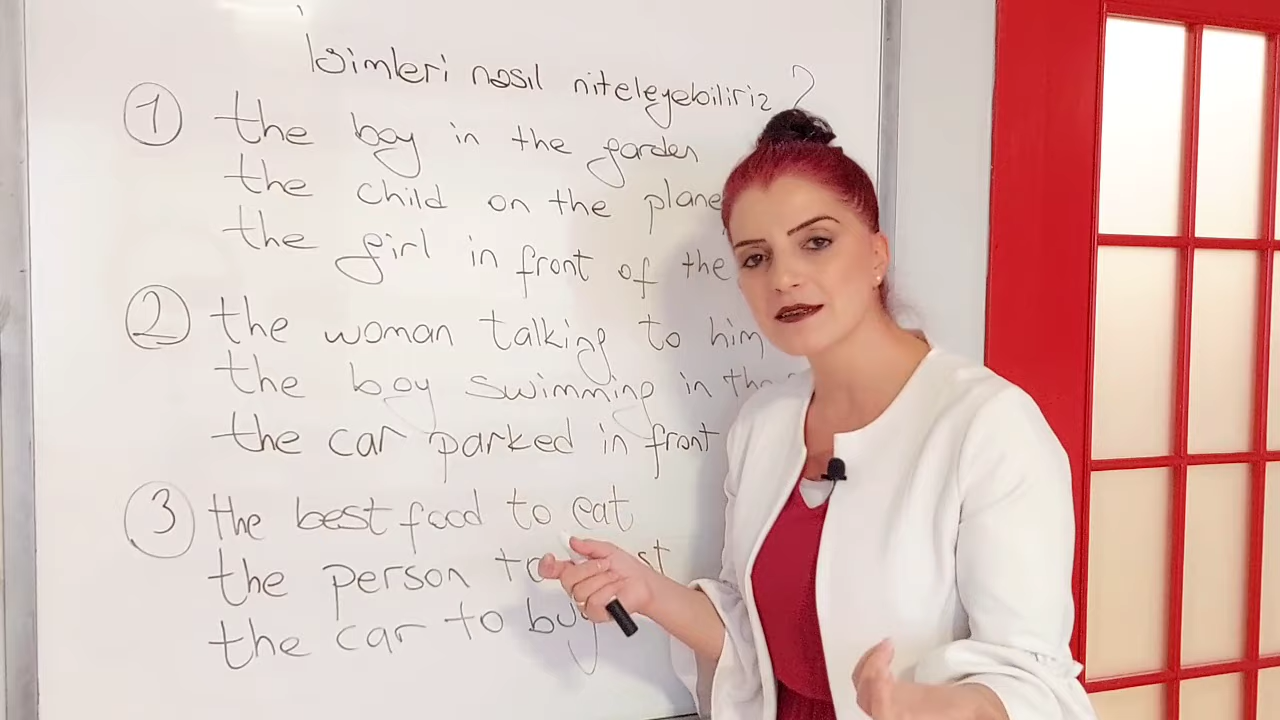 İsimleri nasıl niteleyebiliriz?
1 the boy in the garden
the child on the plane
the girl in front of the
2 the woman talking to him
the boy swimming in the
the car parked in front
3 the best food to eat
the person to
the car to buy